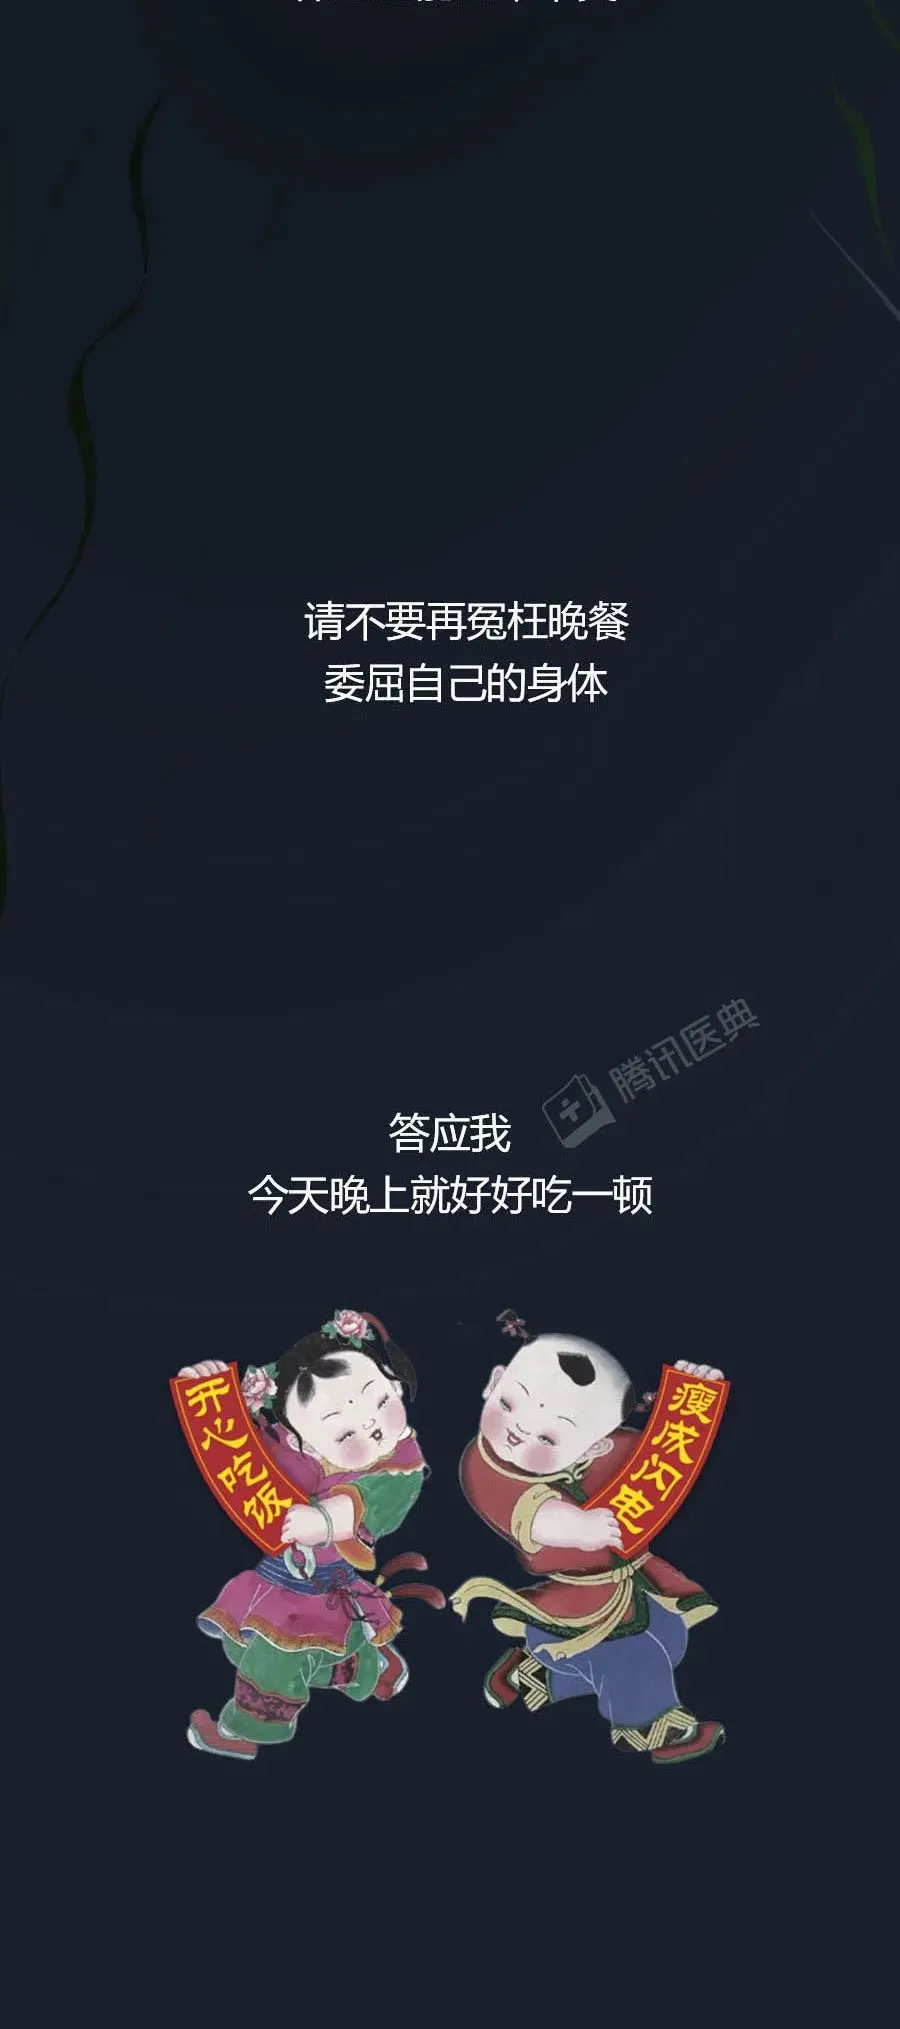 请不要再冤枉晚餐
委屈自己的身体
腾讯医典
答应我
今天晚上就好好吃一顿
开心吃饭
瘦成闪电